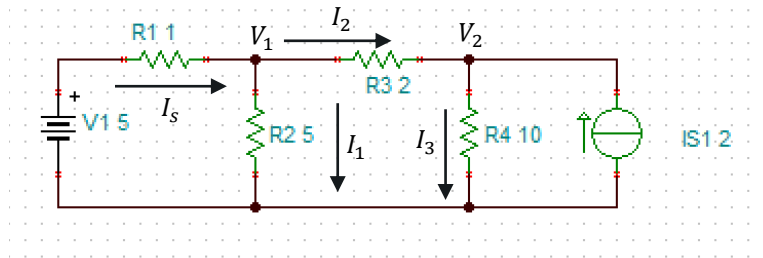 I₂
R1 1
V₁
V₂
R3 2
Iₛ
V1 5
R2 5
I₁
I₃
R4 10
IS1 2
+